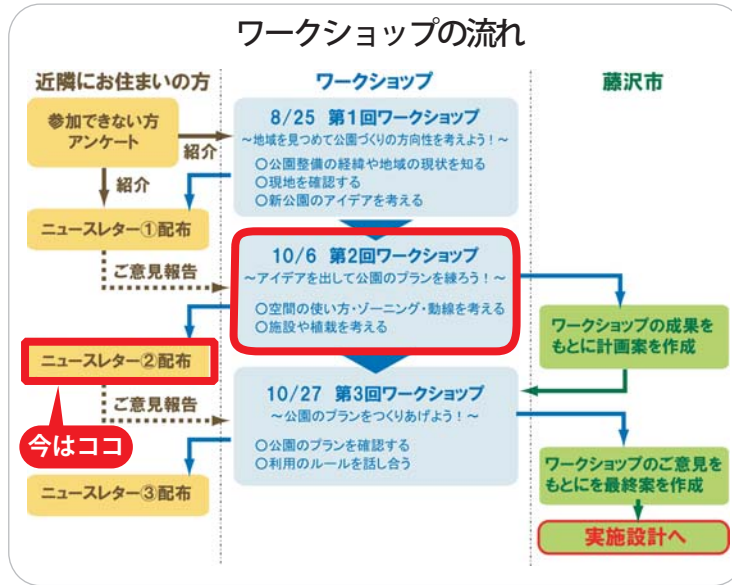 ワークショップの流れ
近隣にお住まいの方
ワークショップ
藤沢市
参加できない方
アンケート
紹介
8/25 第1回ワークショップ
～地域を見つめて公園づくりの方向性を考えよう！～
○公園整備の経緯や地域の現状を知る
○現地を確認する
○新公園のアイデアを考える
紹介
ニュースレター①配布
ご意見報告
10/6 第2回ワークショップ
～アイデアを出して公園のプランを練ろう！～
○空間の使い方・ゾーニング・動線を考える
○施設や植栽を考える
ワークショップの成果を
もとに計画案を作成
ニュースレター②配布
ご意見報告
今はココ
10/27 第3回ワークショップ
～公園のプランをつくりあげよう！～
○公園のプランを確認する
○利用のルールを話し合う
ニュースレター③配布
ワークショップのご意見を
もとにを最終案を作成
実施設計へ